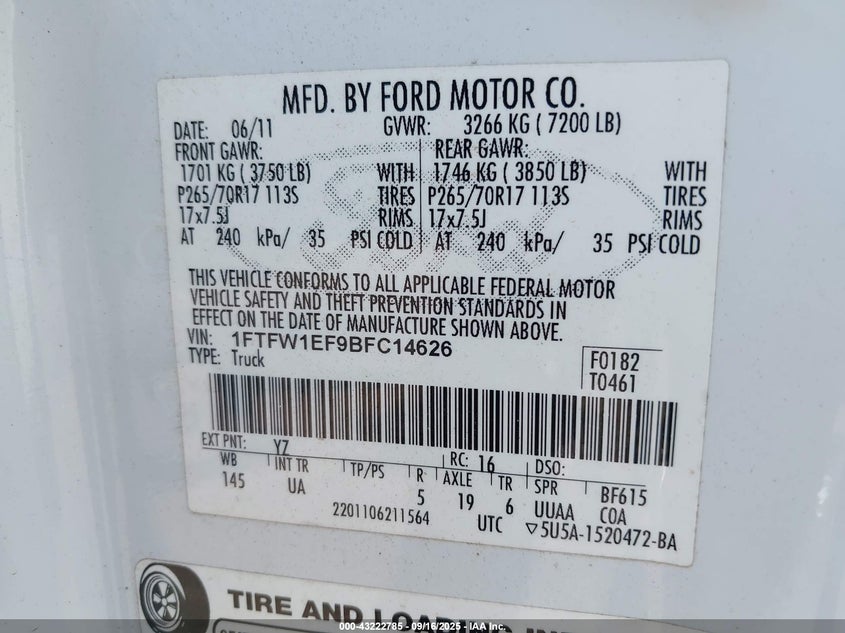 MFD. BY FORD MOTOR CO.
DATE: 06/11 GVWR: 3266 KG ( 7200 LB)
FRONT GAWR: REAR GAWR:
1701 KG ( 3750 LB) WITH 1746 KG ( 3850 LB) WITH
P265/70R17 113S TIRES P265/70R17 113S TIRES
17x7.5J RIMS 17x7.5J RIMS
AT 240 kPa/ 35 PSI COLD AT 240 kPa/ 35 PSI COLD
THIS VEHICLE CONFORMS TO ALL APPLICABLE FEDERAL MOTOR
VEHICLE SAFETY AND THEFT PREVENTION STANDARDS IN
EFFECT ON THE DATE OF MANUFACTURE SHOWN ABOVE.
VIN: 1FTFW1EF9BFC14626
TYPE: Truck
F0182
T0461
EXT PNT: YZ RC: 16 DSO:
WB INT TR TP/PS R AXLE TR SPR BF615
145 UA 5 19 6 UUAA COA
2201106211564 UTC ▽5U5A-1520472-BA
TIRE AND
000-43222785 - 09/16/2025 - IAA Inc.